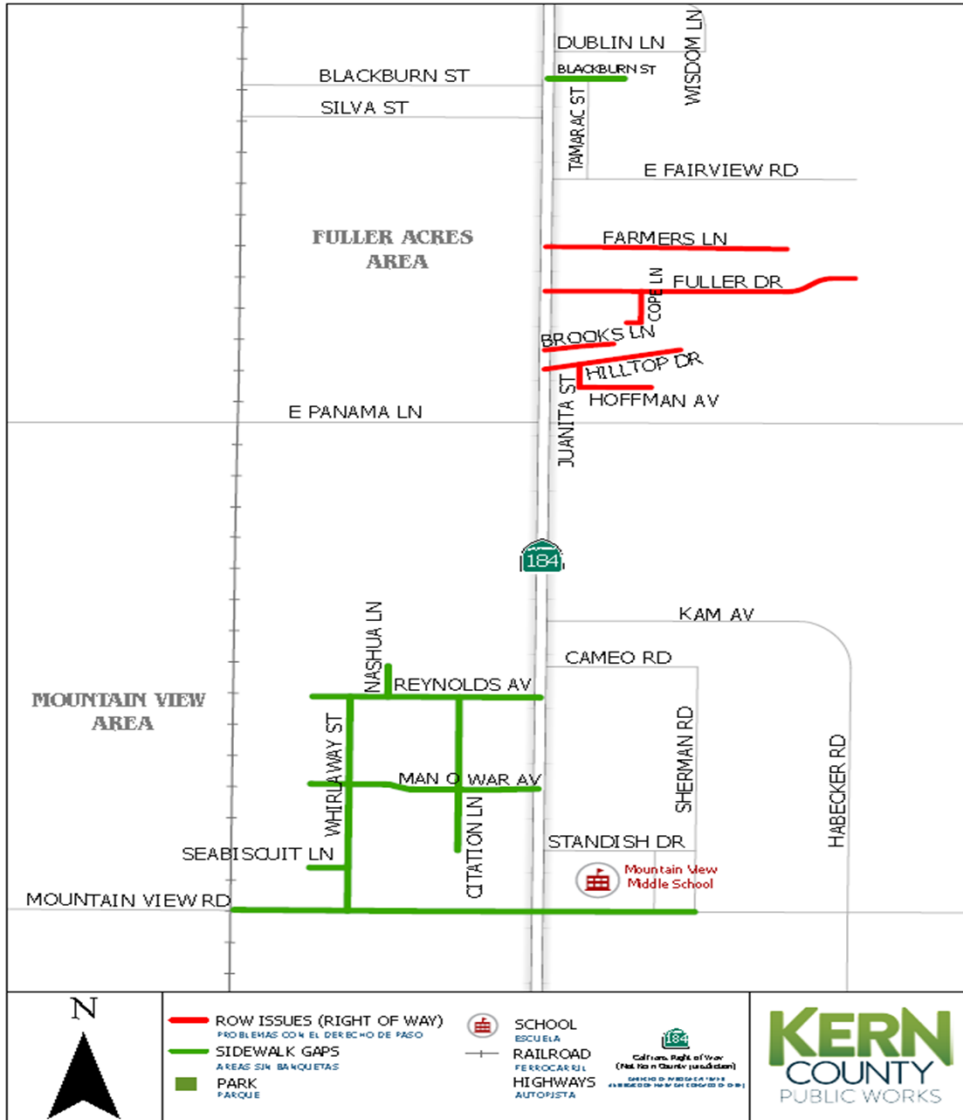 DUBLIN LN
WISDOM LN
BLACKBURN ST
BLACKBURN ST
SILVA ST
TAMARAC ST
E FAIRVIEW RD
FULLER ACRES
AREA
FARMERS LN
FULLER DR
COPE LN
BROOKS LN
HILLTOP DR
HOFFMAN AV
JUANITA ST
E PANAMA LN
184
KAM AV
NASHUA LN
CAMEO RD
REYNOLDS AV
MOUNTAIN VIEW
AREA
WHIRLAWAY ST
SHERMAN RD
HABECKER RD
MAN O WAR AV
CITATION LN
STANDISH DR
SEABISCUIT LN
Mountain View
Middle School
MOUNTAIN VIEW RD
N
ROW ISSUES (RIGHT OF WAY)
PROBLEMAS CON EL DERECHO DE PASO
SIDEWALK GAPS
AREAS SIN BANQUETAS
PARK
PARQUE
SCHOOL
ESCUELA
RAILROAD
FERROCARRIL
HIGHWAYS
AUTOPISTA
184
Caltrans Right of Way
(Not Kern County Jurisdiction)
KERN
COUNTY
PUBLIC WORKS